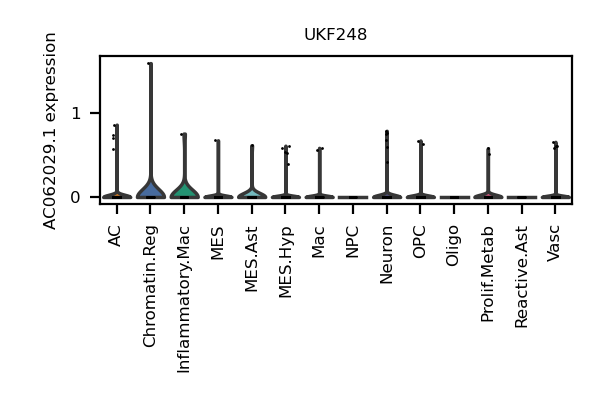 UKF248
AC062029.1 expression
1
0
AC
Chromatin.Reg
Inflammatory.Mac
MES
MES.Ast
MES.Hyp
Mac
NPC
Neuron
OPC
Oligo
Prolif.Metab
Reactive.Ast
Vasc